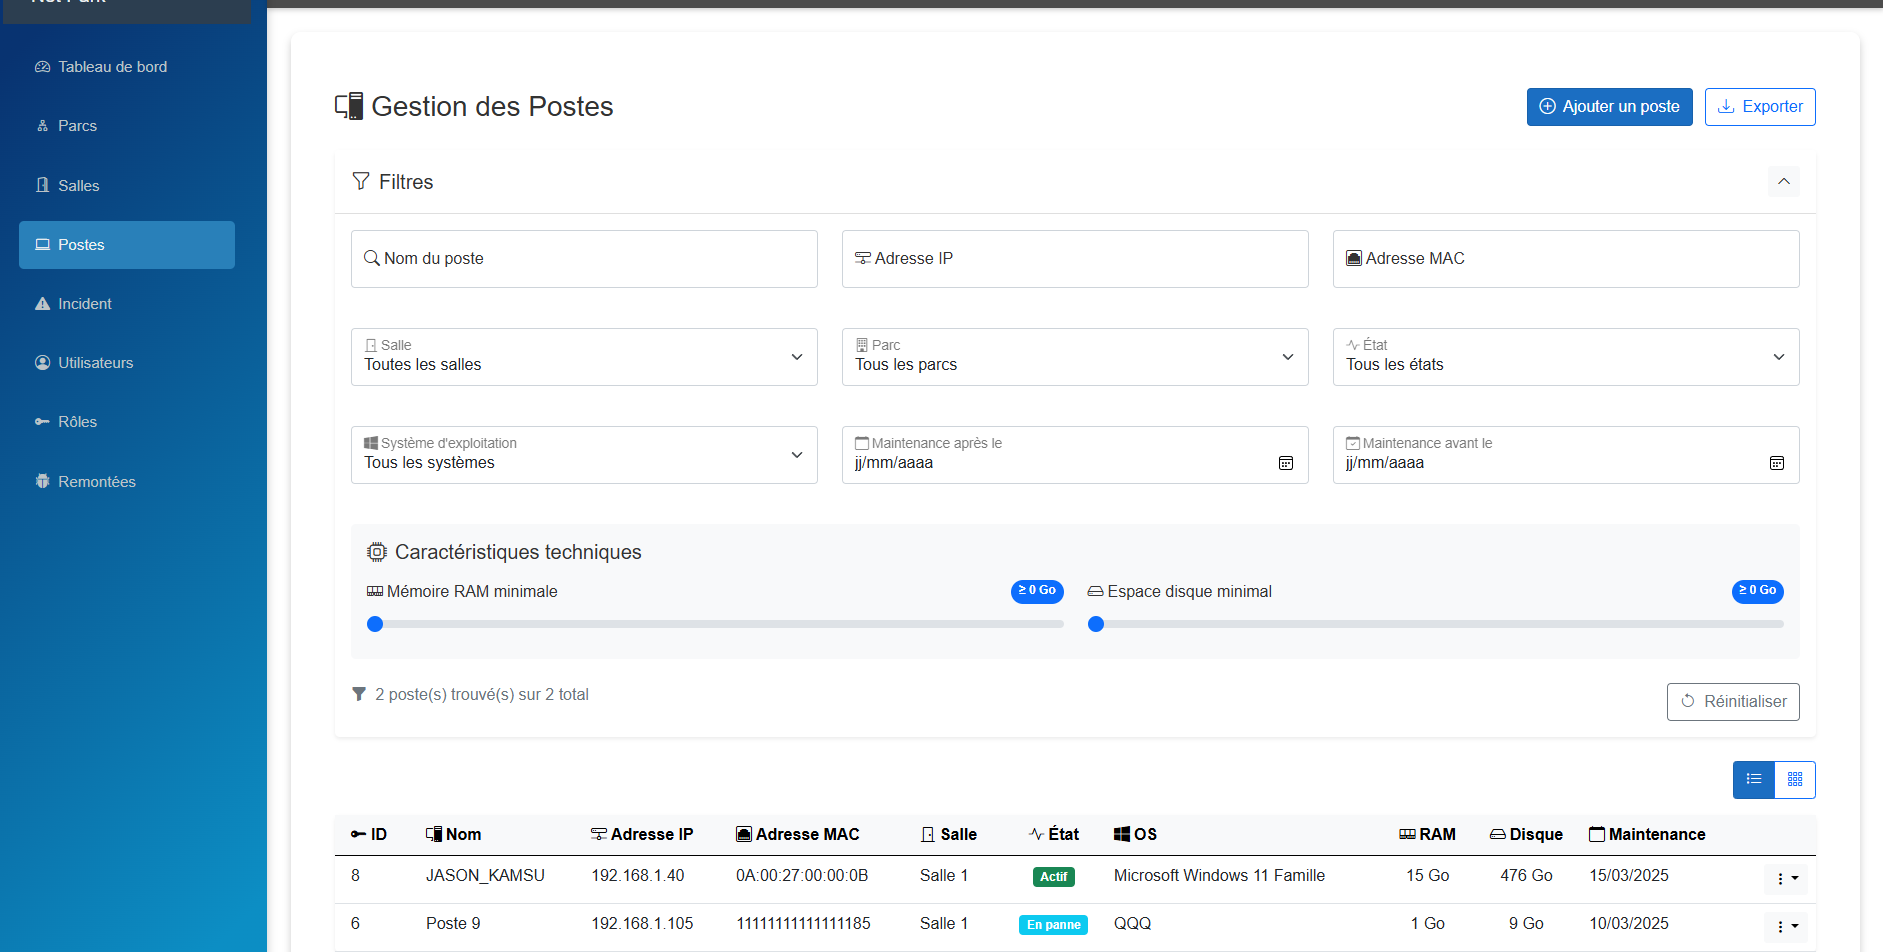 Tableau de bord
Parcs
Salles
Postes
Incident
Utilisateurs
Rôles
Remontées
Gestion des Postes
Ajouter un poste
Exporter
Filtres
Nom du poste
Adresse IP
Adresse MAC
Salle
Toutes les salles
Parc
Tous les parcs
État
Tous les états
Système d'exploitation
Tous les systèmes
Maintenance après le
jj/mm/aaaa
Maintenance avant le
jj/mm/aaaa
Caractéristiques techniques
Mémoire RAM minimale
≥ 0 Go
Espace disque minimal
≥ 0 Go
2 poste(s) trouvé(s) sur 2 total
Réinitialiser
ID Nom Adresse IP Adresse MAC Salle État OS RAM Disque Maintenance
8 JASON_KAMSU 192.168.1.40 0A:00:27:00:00:0B Salle 1 Actif Microsoft Windows 11 Famille 15 Go 476 Go 15/03/2025
6 Poste 9 192.168.1.105 11111111111111185 Salle 1 En panne QQQ 1 Go 9 Go 10/03/2025